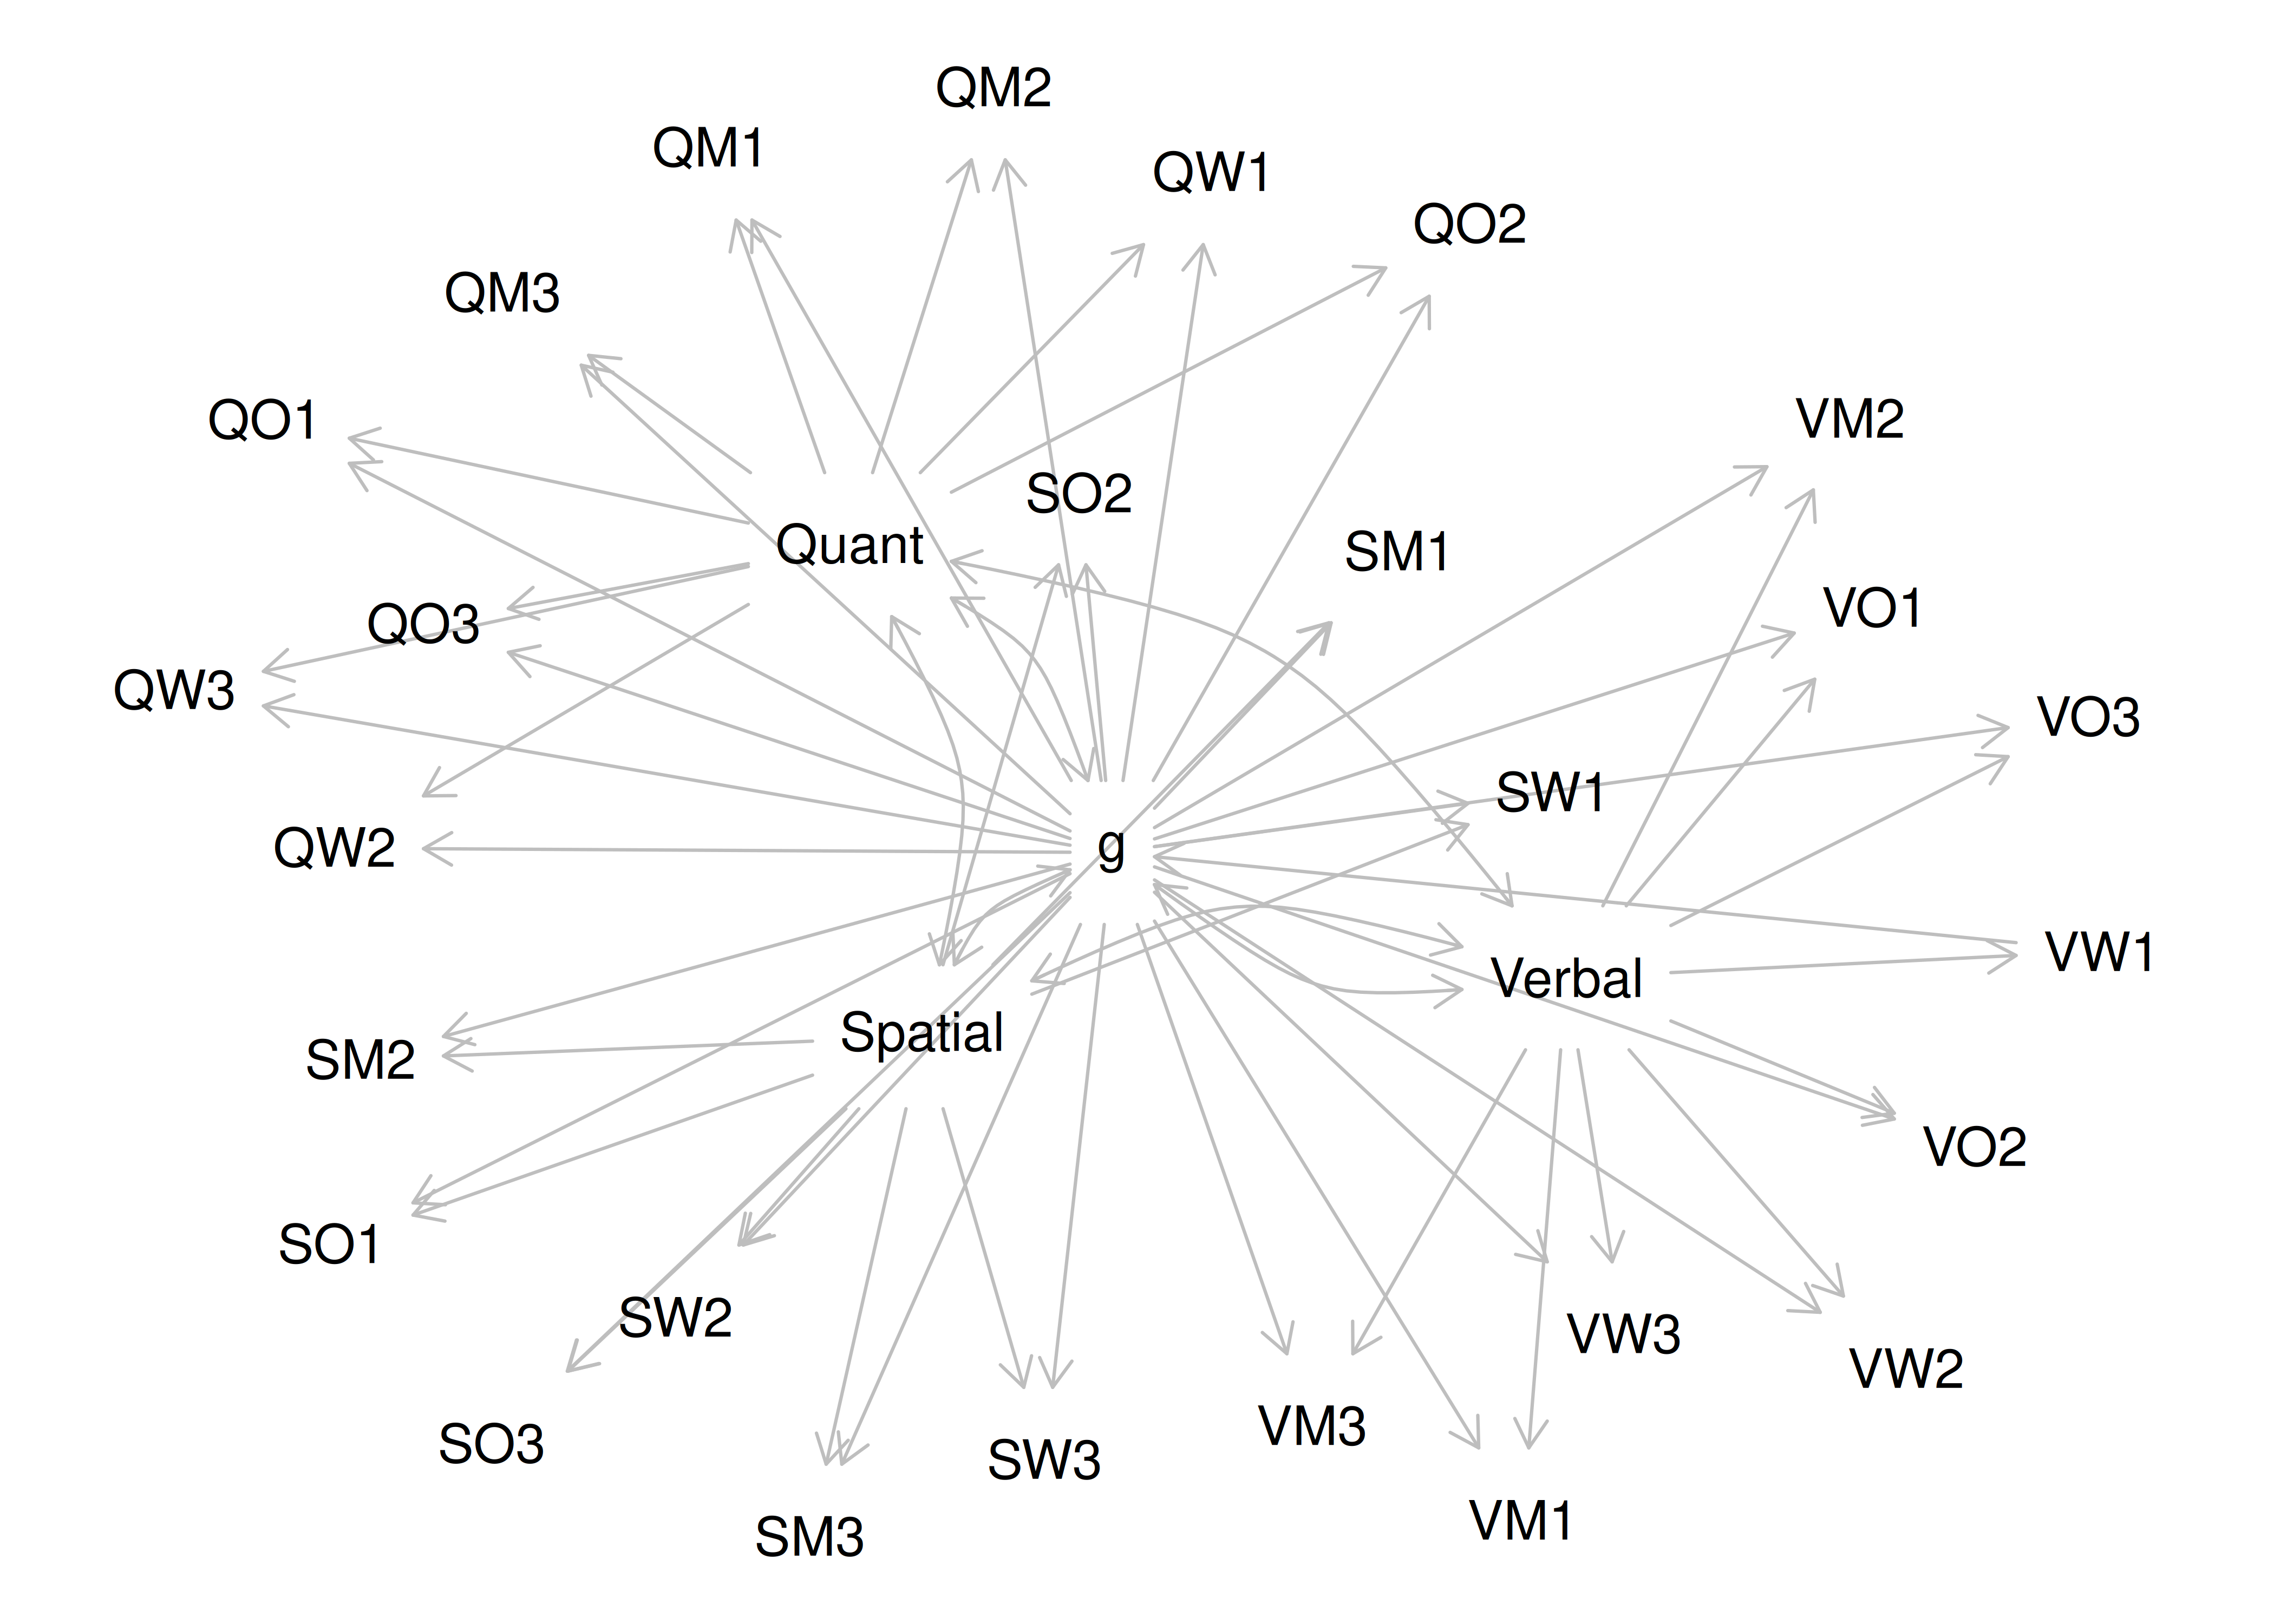 QM2
QM1
QW1
QO2
QM3
QO1
VM2
SO2
Quant
SM1
QO3
VO1
QW3
VO3
SW1
QW2
g
VW1
Verbal
Spatial
SM2
VO2
SO1
SW2
VW3
VW2
VM3
SO3
SW3
VM1
SM3